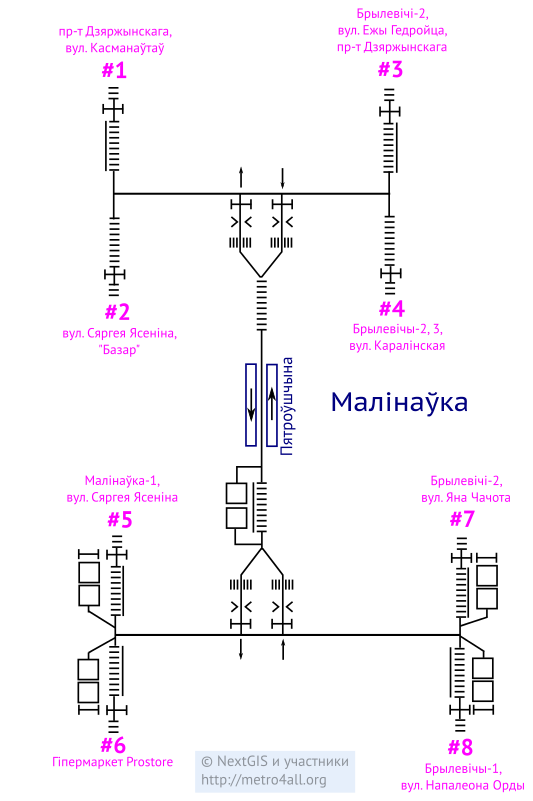 пр-т Дзяржынскага,
вул. Касманаўтаў
#1
Брылевічі-2,
вул. Ежы Гедройца,
пр-т Дзяржынскага
#3
#2
вул. Сяргея Ясеніна,
"Базар"
#4
Брылевічы-2, 3,
вул. Каралінская
Пятроўшчына
Малінаўка
Малінаўка-1,
вул. Сяргея Ясеніна
#5
Брылевічі-2,
вул. Яна Чачота
#7
#6
Гіпермаркет Prostore
#8
Брылевічы-1,
вул. Напалеона Орды
© NextGIS и участники
http://metro4all.org